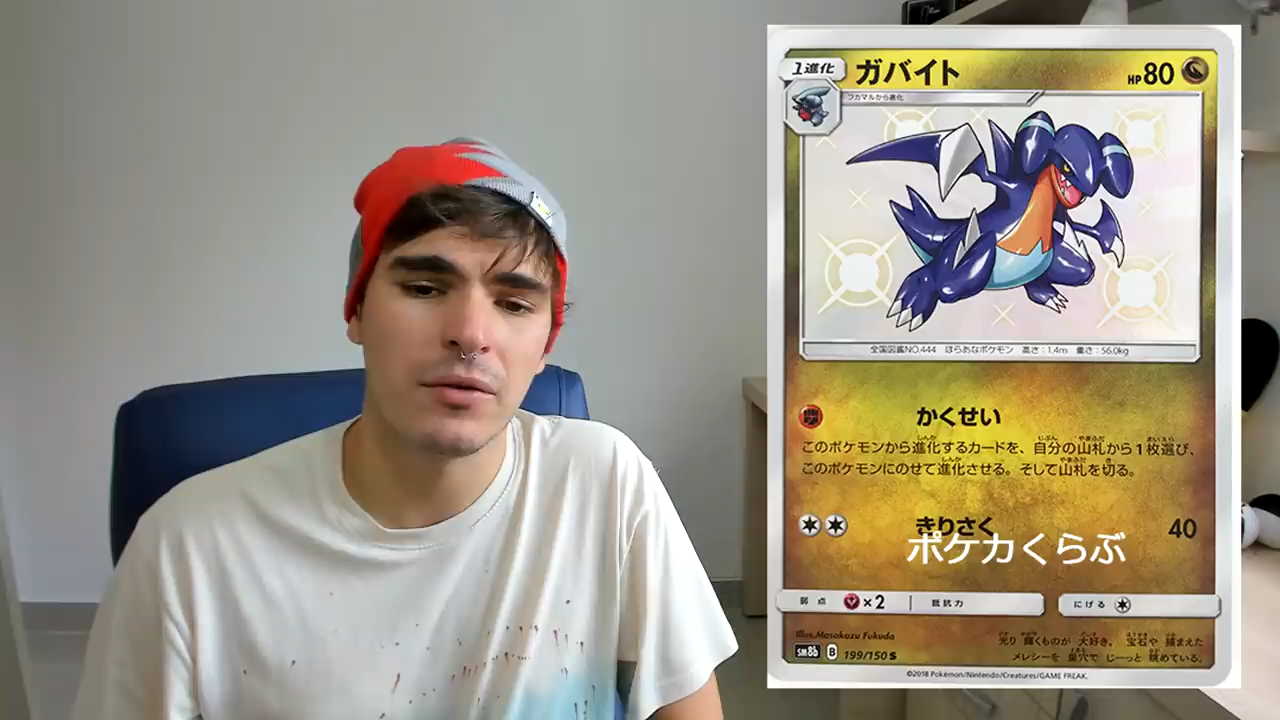 1進化
ガバイト
HP80
フカマルから進化
全国図鑑NO.444 ほらあなポケモン 高さ:1.4m 重さ:56.0kg
かくせい
このポケモンから進化するカードを、自分の山札から1枚選び、
このポケモンにのせて進化させる。そして山札を切る。
きりさく
40
ポケカくらぶ
弱点
×2
抵抗力
にげる
Illus.Masakazu Fukuda
光り輝くものが大好き。宝石や捕まえた
メレシーを巣穴でじーっと眺めている。
sm8b
B
199/150 S
©2018 Pokémon/Nintendo/Creatures/GAME FREAK.